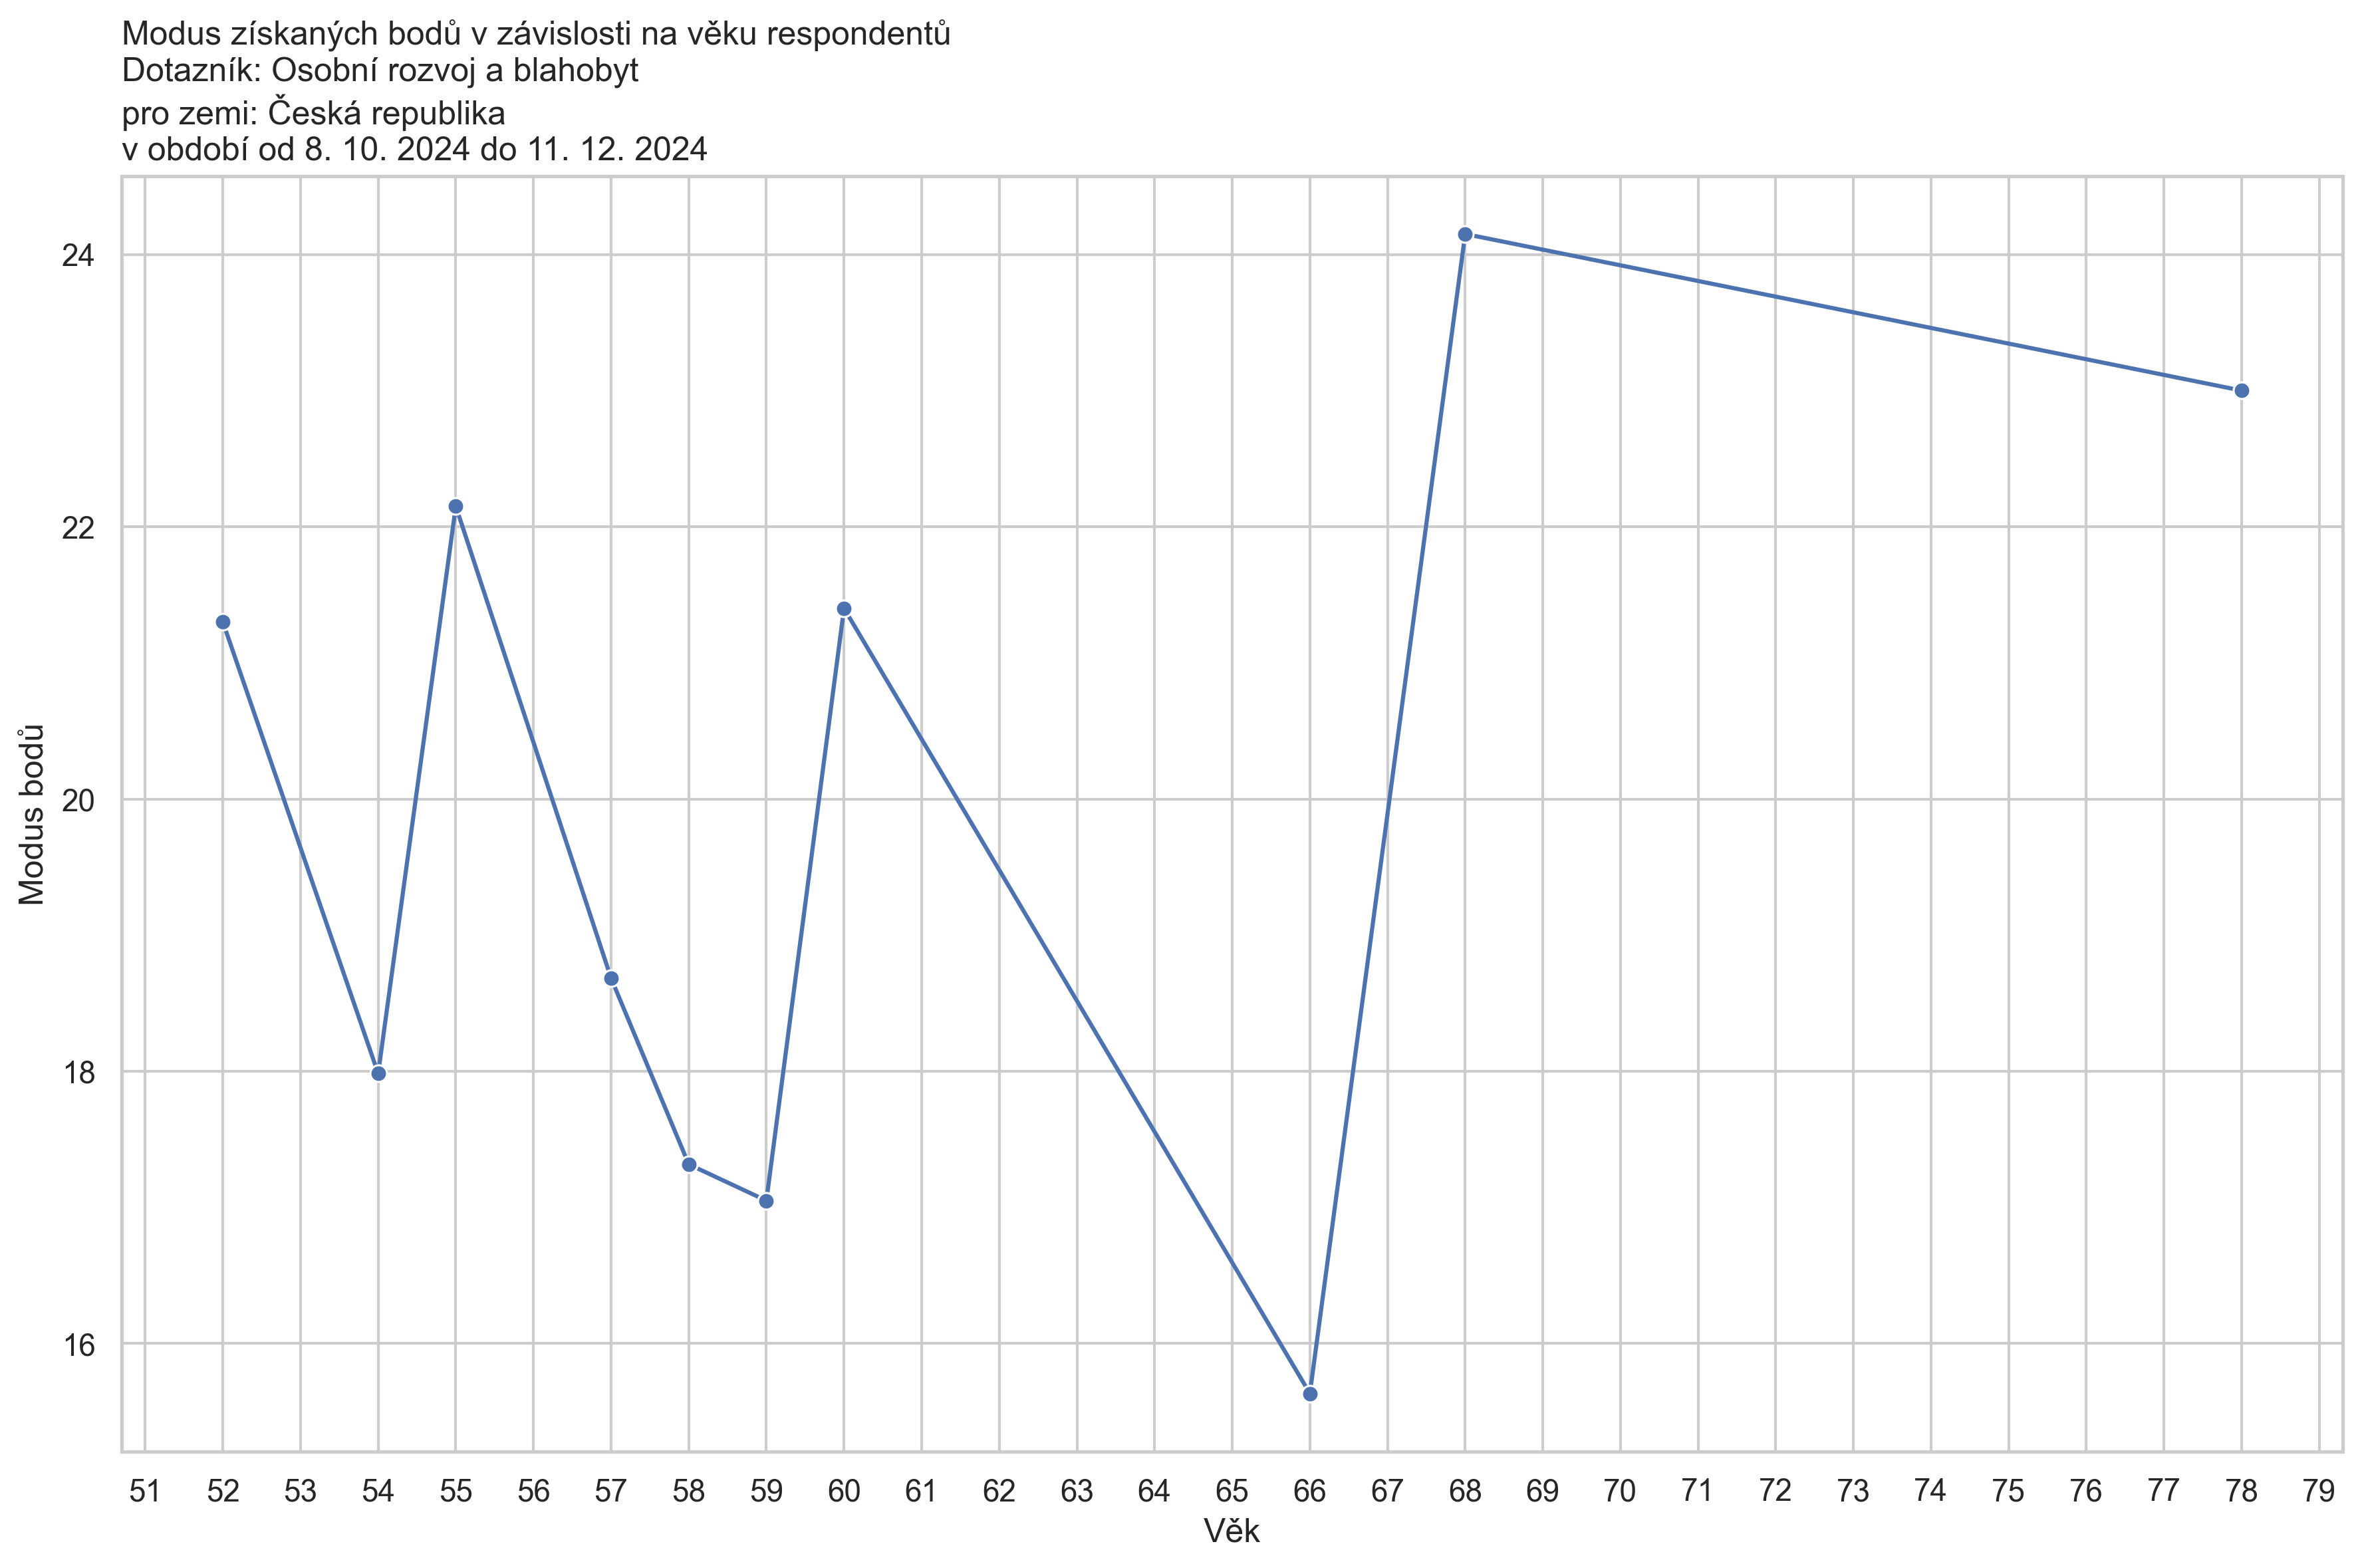 Modus získaných bodů v závislosti na věku respondentů
Dotazník: Osobní rozvoj a blahobyt
pro zemi: Česká republika
v období od 8. 10. 2024 do 11. 12. 2024
24
22
20
18
16
Modus bodů
51 52 53 54 55 56 57 58 59 60 61 62 63 64 65 66 67 68 69 70 71 72 73 74 75 76 77 78 79
Věk